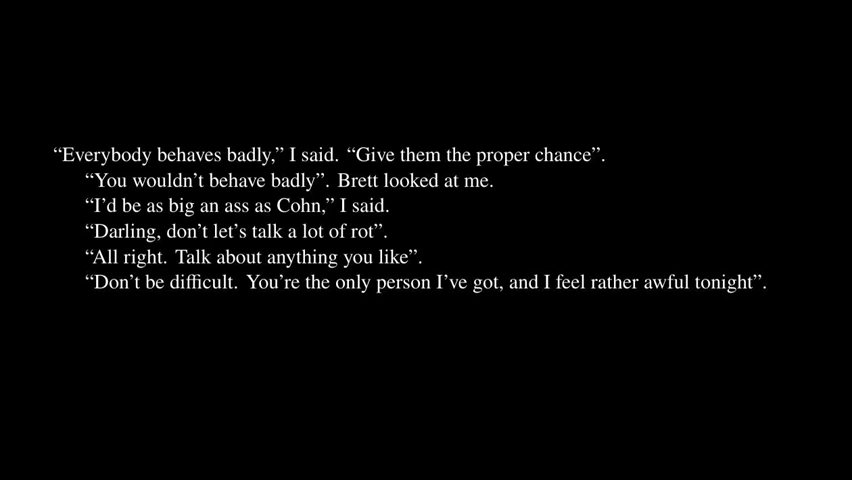 “Everybody behaves badly,” I said. “Give them the proper chance”.
“You wouldn’t behave badly”. Brett looked at me.
“I’d be as big an ass as Cohn,” I said.
“Darling, don’t let’s talk a lot of rot”.
“All right. Talk about anything you like”.
“Don’t be difficult. You’re the only person I’ve got, and I feel rather awful tonight”.